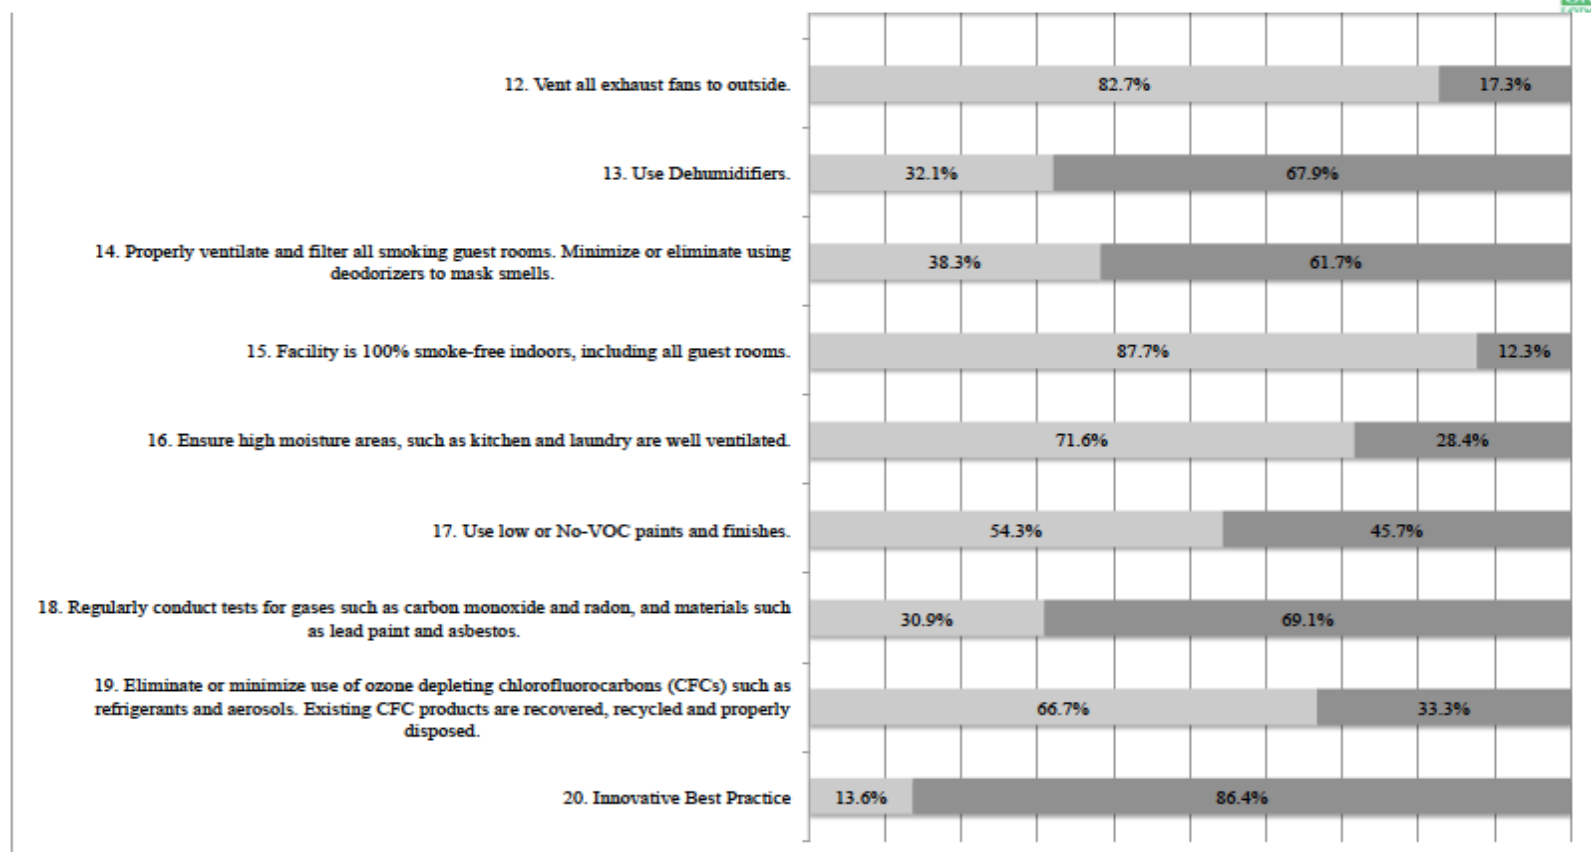 12. Vent all exhaust fans to outside.
82.7%
17.3%
13. Use Dehumidifiers.
32.1%
67.9%
14. Properly ventilate and filter all smoking guest rooms. Minimize or eliminate using
deodorizers to mask smells.
38.3%
61.7%
15. Facility is 100% smoke-free indoors, including all guest rooms.
87.7%
12.3%
16. Ensure high moisture areas, such as kitchen and laundry are well ventilated.
71.6%
28.4%
17. Use low or No-VOC paints and finishes.
54.3%
45.7%
18. Regularly conduct tests for gases such as carbon monoxide and radon, and materials such
as lead paint and asbestos.
30.9%
69.1%
19. Eliminate or minimize use of ozone depleting chlorofluorocarbons (CFCs) such as
refrigerants and aerosols. Existing CFC products are recovered, recycled and properly
disposed.
66.7%
33.3%
20. Innovative Best Practice
13.6%
86.4%